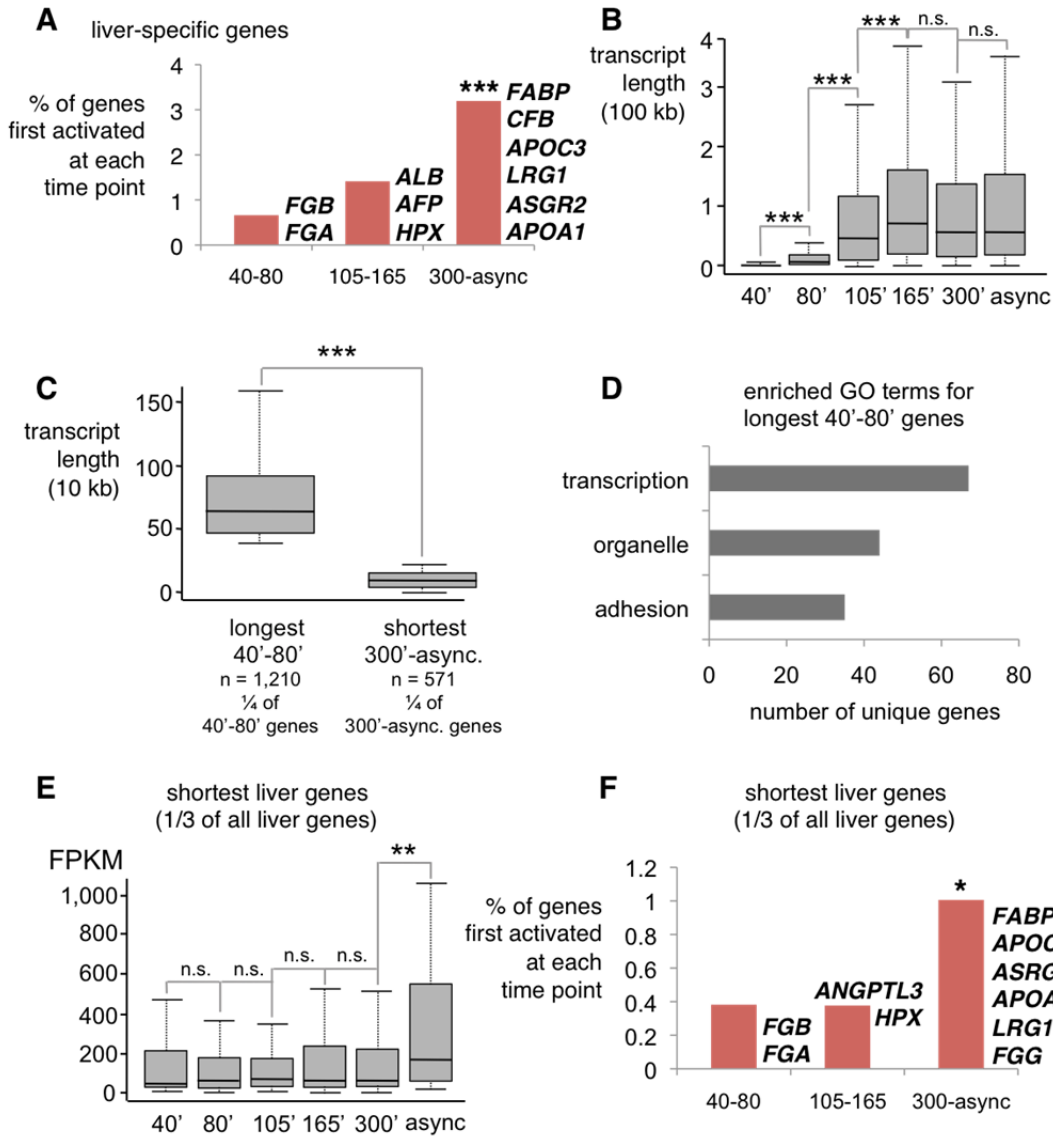 A
liver-specific genes
% of genes
first activated
at each
time point
4
3
2
1
0
FGB
FGA
ALB
AFP
HPX
***
FABP
CFB
APOC3
LRG1
ASGR2
APOA1
40-80
105-165
300-async
B
transcript
length
(100 kb)
4
3
2
1
0
***
***
***
n.s.
n.s.
40’ 80’ 105’ 165’ 300’ async
C
transcript
length
(10 kb)
150
100
50
0
***
longest
40’-80’
n = 1,210
¼ of
40’-80’ genes
shortest
300’-async.
n = 571
¼ of
300’-async. genes
D
enriched GO terms for
longest 40’-80’ genes
transcription
organelle
adhesion
0 20 40 60 80
number of unique genes
E
shortest liver genes
(1/3 of all liver genes)
FPKM
1,000
800
600
400
200
0
n.s.
n.s.
n.s.
n.s.
**
40’ 80’ 105’ 165’ 300’ async
F
shortest liver genes
(1/3 of all liver genes)
% of genes
first activated
at each
time point
1.2
1
0.8
0.6
0.4
0.2
0
FGB
FGA
ANGPTL3
HPX
*
FABP
APOC
ASRG
APOA
LRG1
FGG
40-80
105-165
300-async